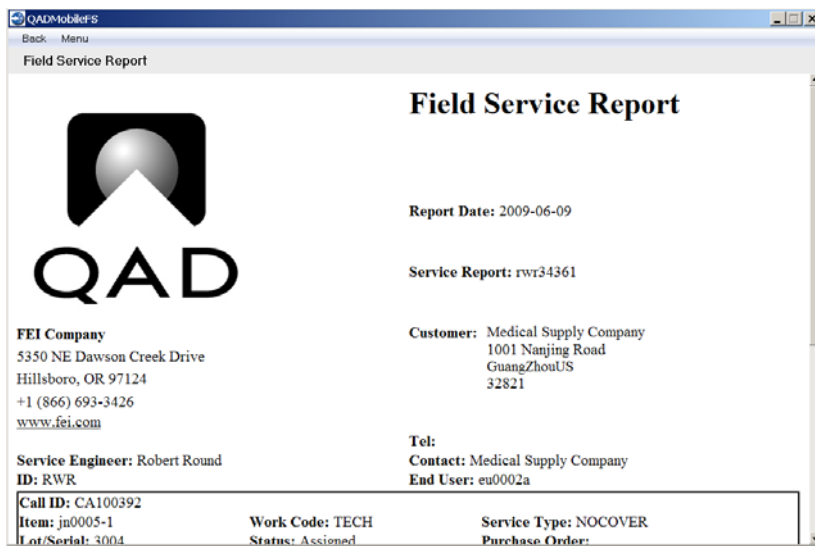 QADMobileFS
Back Menu
Field Service Report
Field Service Report
QAD
Report Date: 2009-06-09
Service Report: rwr34361
FEI Company
5350 NE Dawson Creek Drive
Hillsboro, OR 97124
+1 (866) 693-3426
www.fei.com
Customer: Medical Supply Company
1001 Nanjing Road
GuangZhouUS
32821
Tel:
Service Engineer: Robert Round
ID: RWR
Contact: Medical Supply Company
End User: eu0002a
Call ID: CA100392
Item: jn0005-1 Work Code: TECH Service Type: NOCOVER
Lot/Serial: 3004 Status: Assigned Purchase Order: